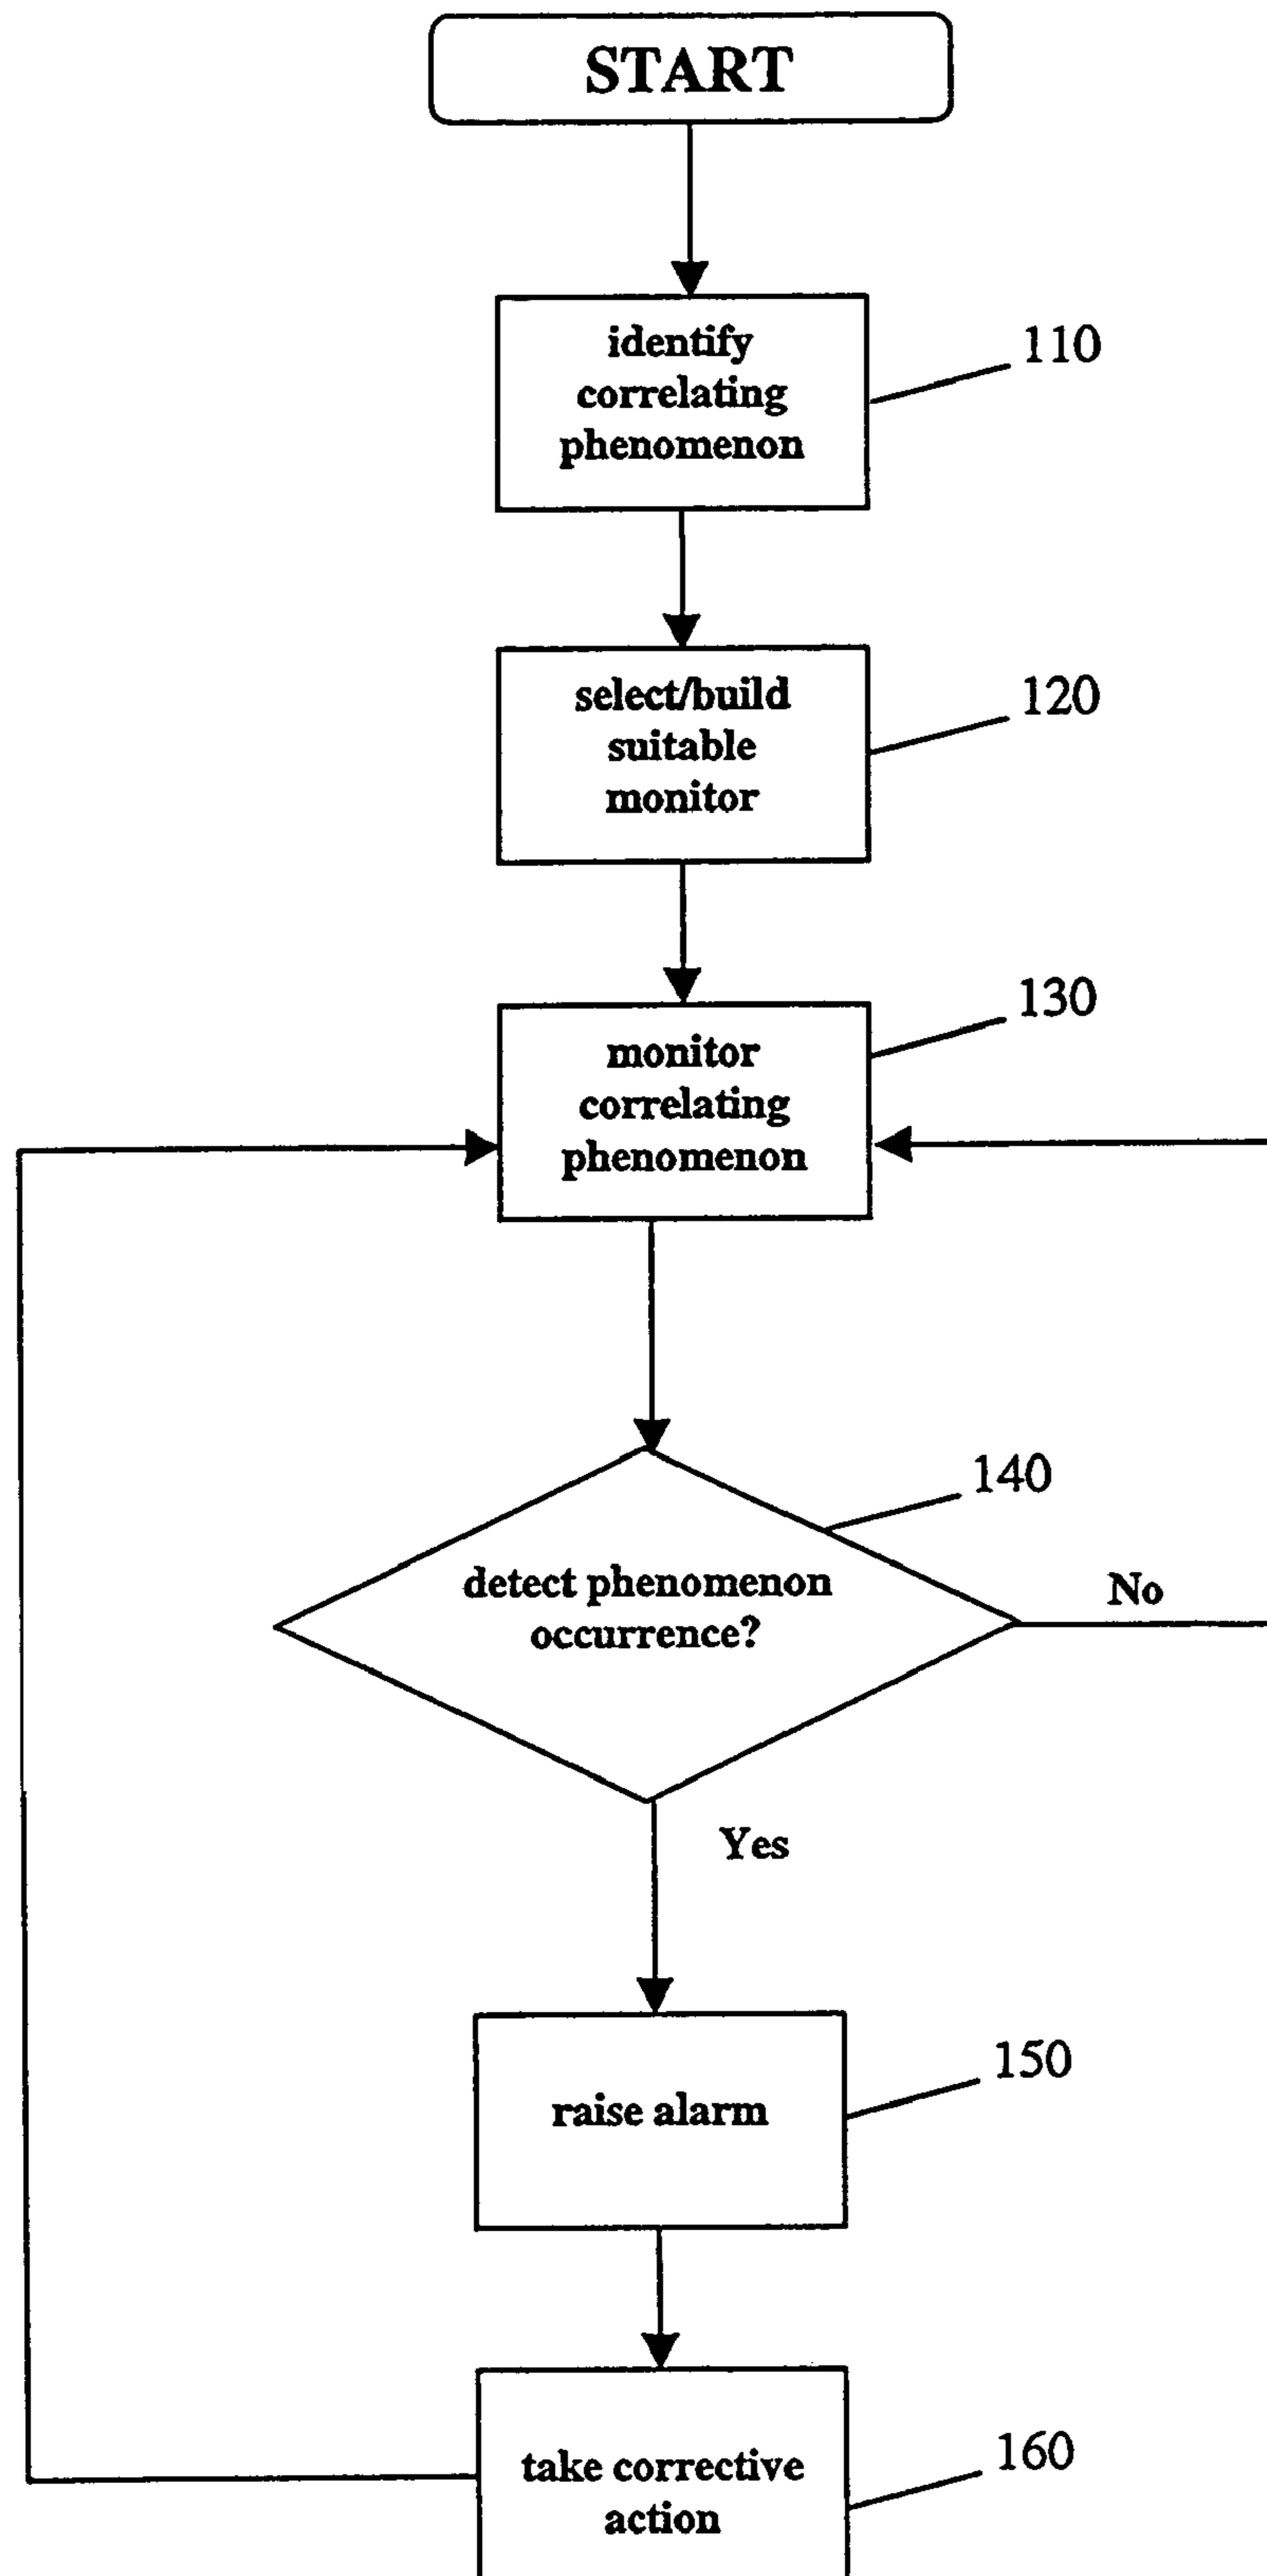 START
identify
correlating
phenomenon
110
select/build
suitable
monitor
120
130
monitor
correlating
phenomenon
140
detect phenomenon
occurrence?
No
Yes
150
raise alarm
160
take corrective
action